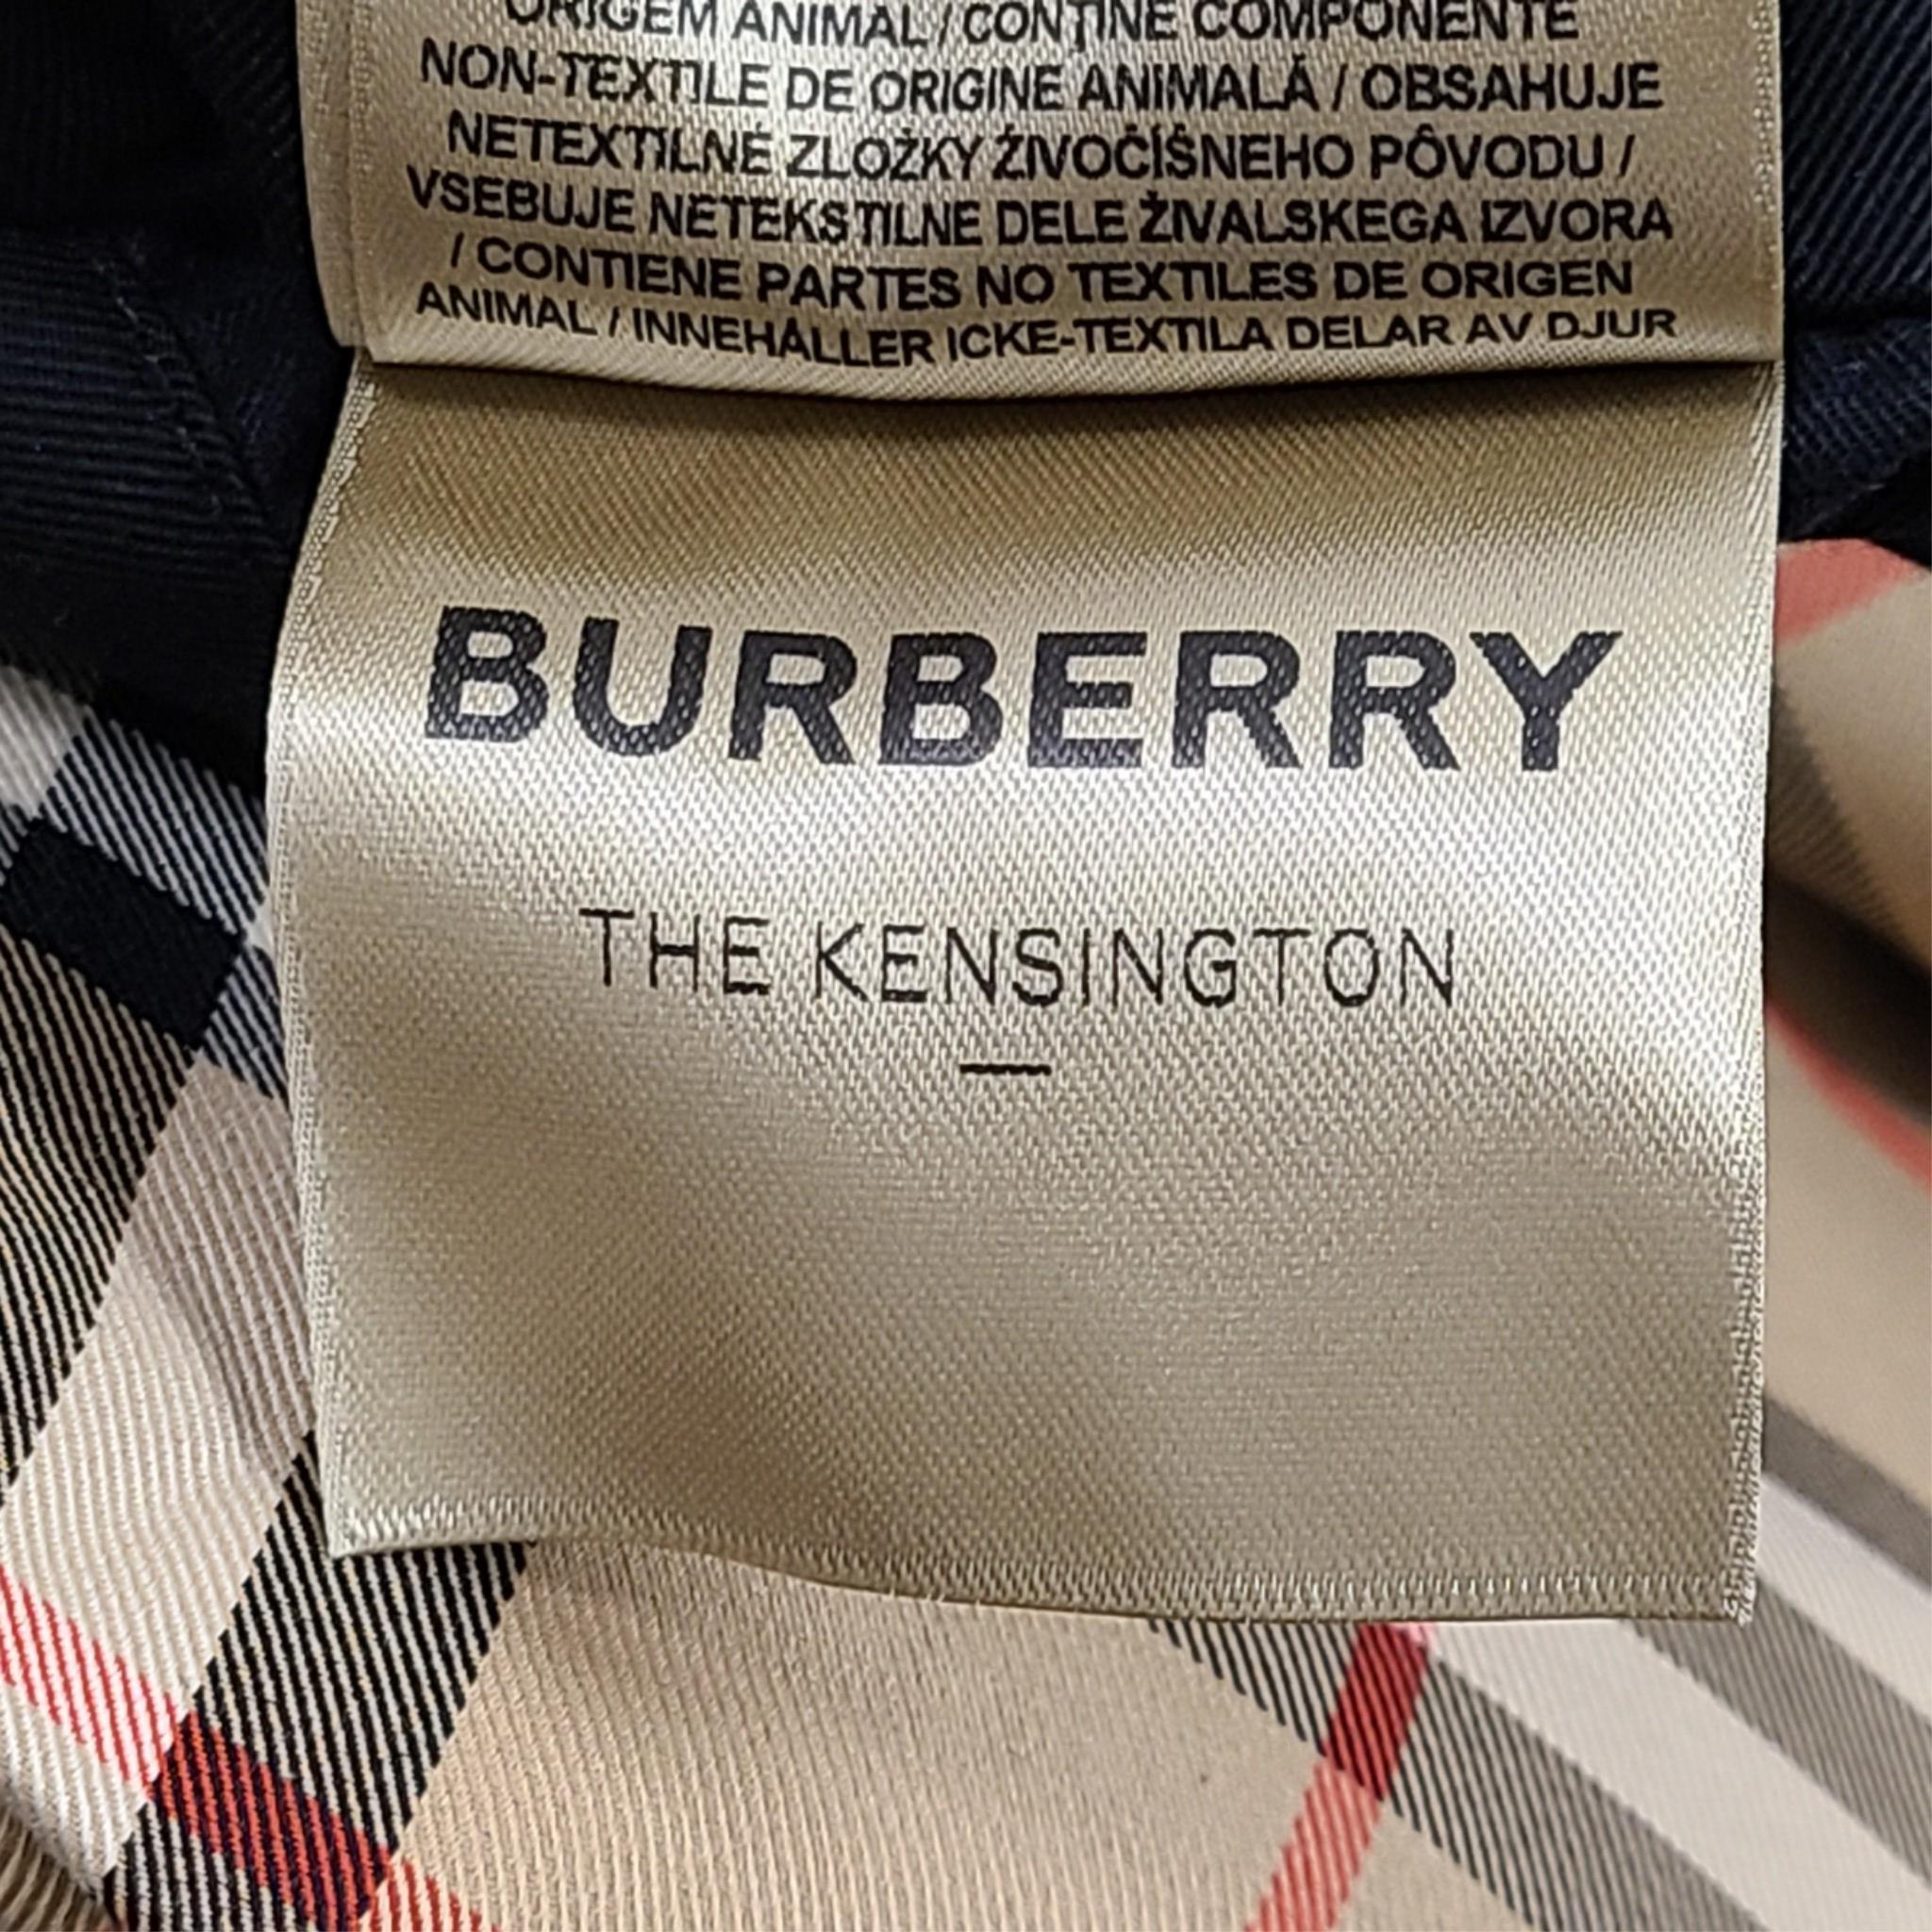 ORIGEM ANIMAL / CONȚINE COMPONENTE
NON-TEXTILE DE ORIGINE ANIMALĂ / OBSAHUJE
NETEXTILNÉ ZLOŽKY ŽIVOČÍŠNEHO PÔVODU /
VSEBUJE NETEKSTILNE DELE ŽIVALSKEGA IZVORA
/ CONTIENE PARTES NO TEXTILES DE ORIGEN
ANIMAL / INNEHÅLLER ICKE-TEXTILA DELAR AV DJUR
BURBERRY
THE KENSINGTON